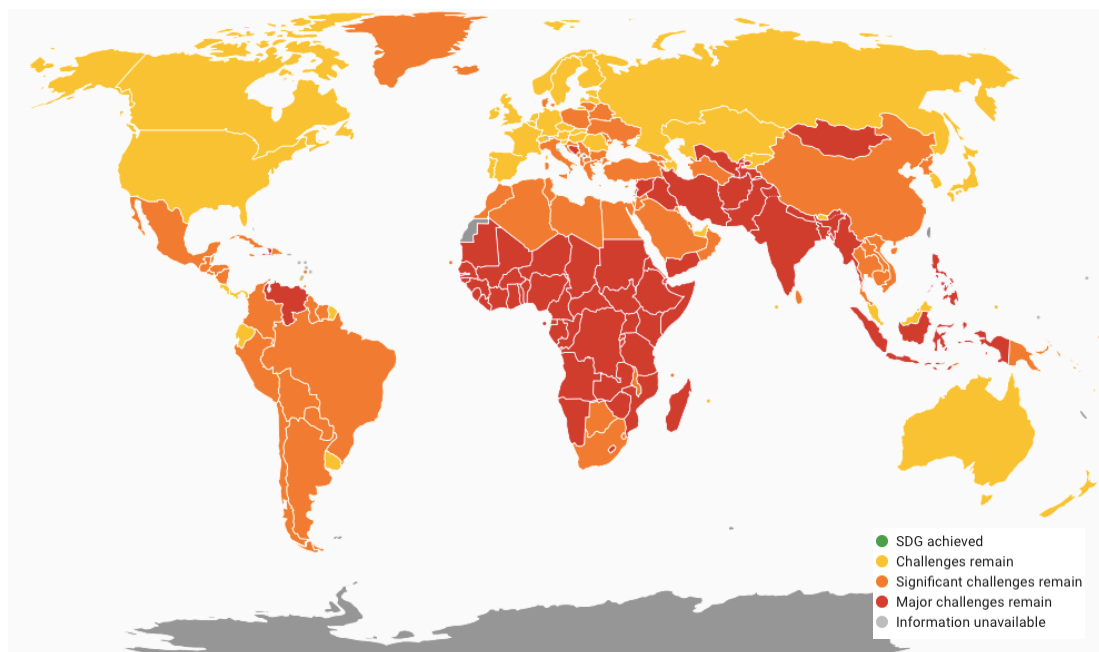 SDG achieved
Challenges remain
Significant challenges remain
Major challenges remain
Information unavailable